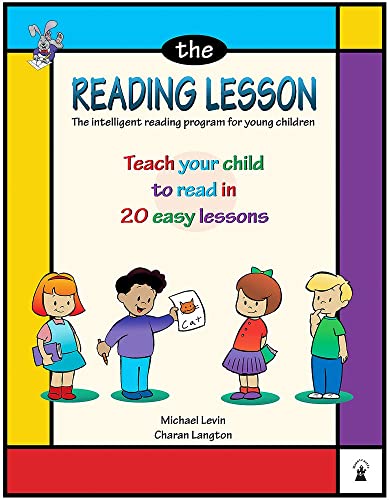 the
READING LESSON
The intelligent reading program for young children
Teach your child
to read in
20 easy lessons
Cat
Michael Levin
Charan Langton